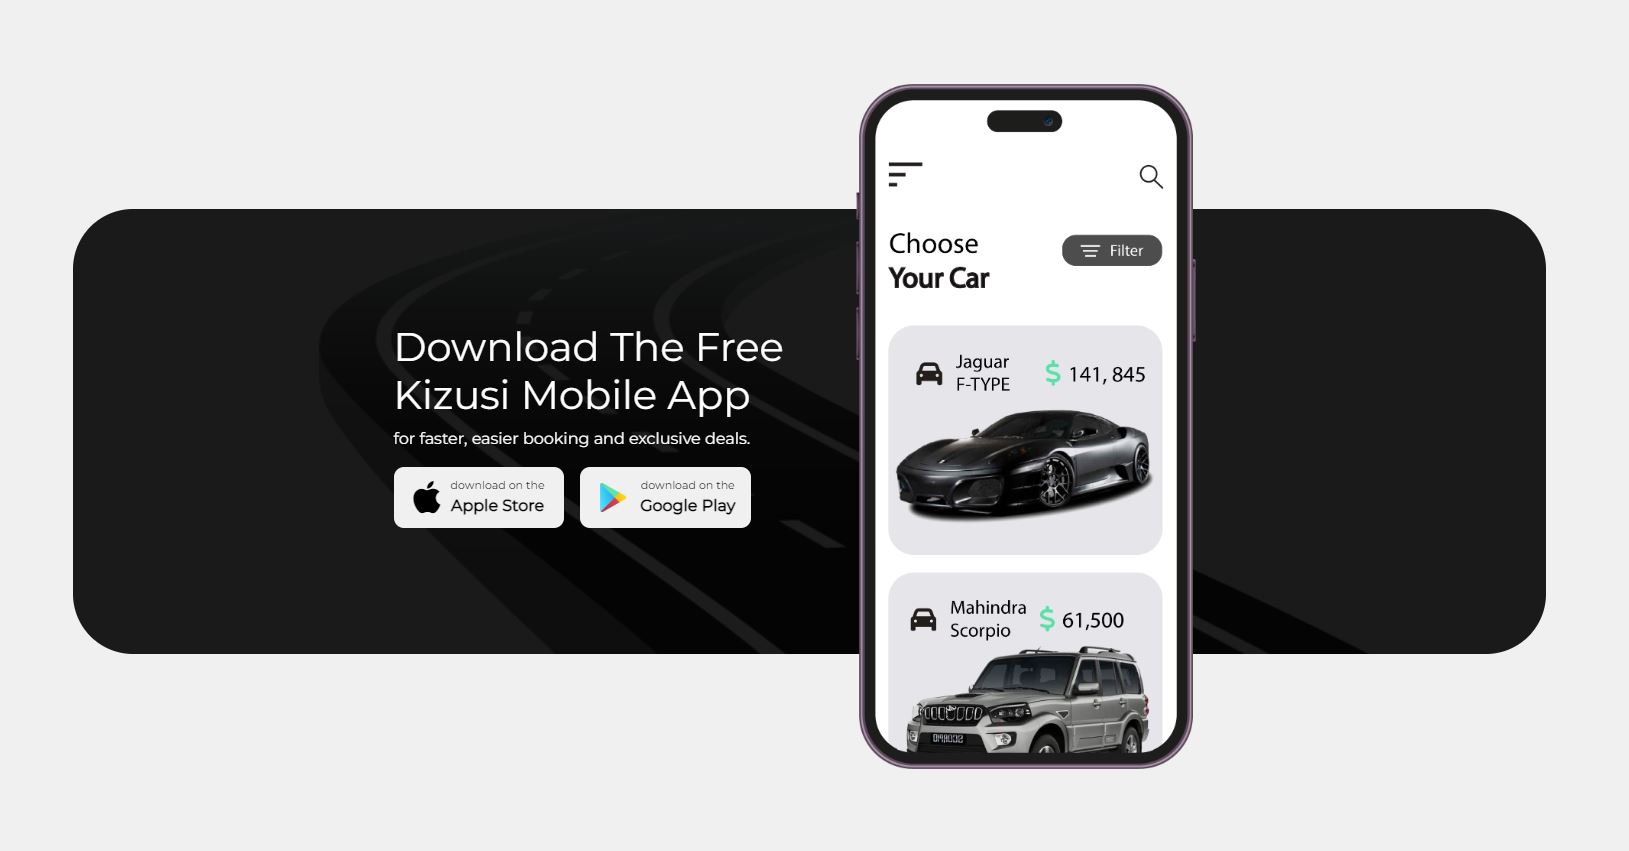 Download The Free
Kizusi Mobile App
for faster, easier booking and exclusive deals.
download on the
Apple Store
download on the
Google Play
Choose
Your Car
Filter
Jaguar
F-TYPE
$ 141, 845
Mahindra
Scorpio
$ 61,500